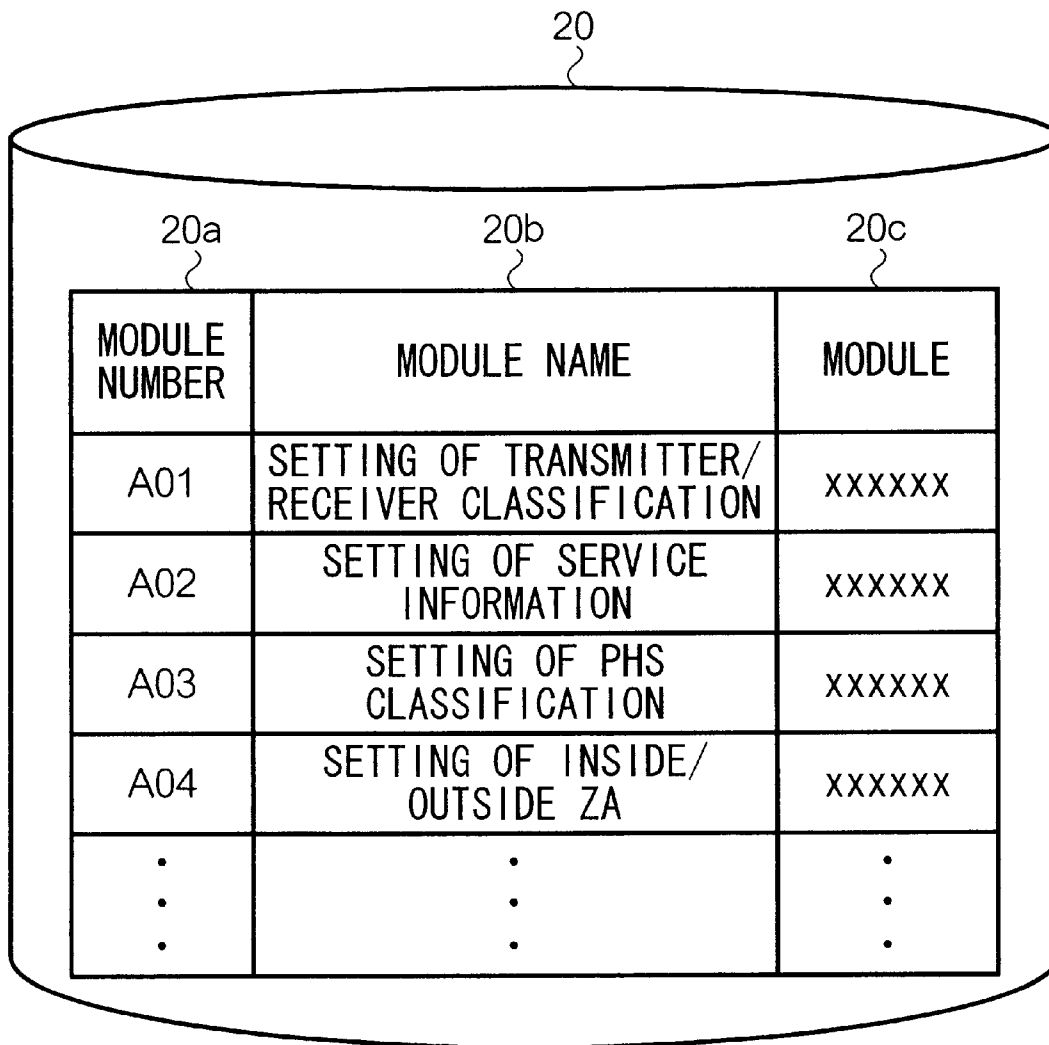 20
20a
20b
20c
MODULE
NUMBER
MODULE NAME
MODULE
A01
SETTING OF TRANSMITTER/
RECEIVER CLASSIFICATION
XXXXXX
A02
SETTING OF SERVICE
INFORMATION
XXXXXX
A03
SETTING OF PHS
CLASSIFICATION
XXXXXX
A04
SETTING OF INSIDE/
OUTSIDE ZA
XXXXXX